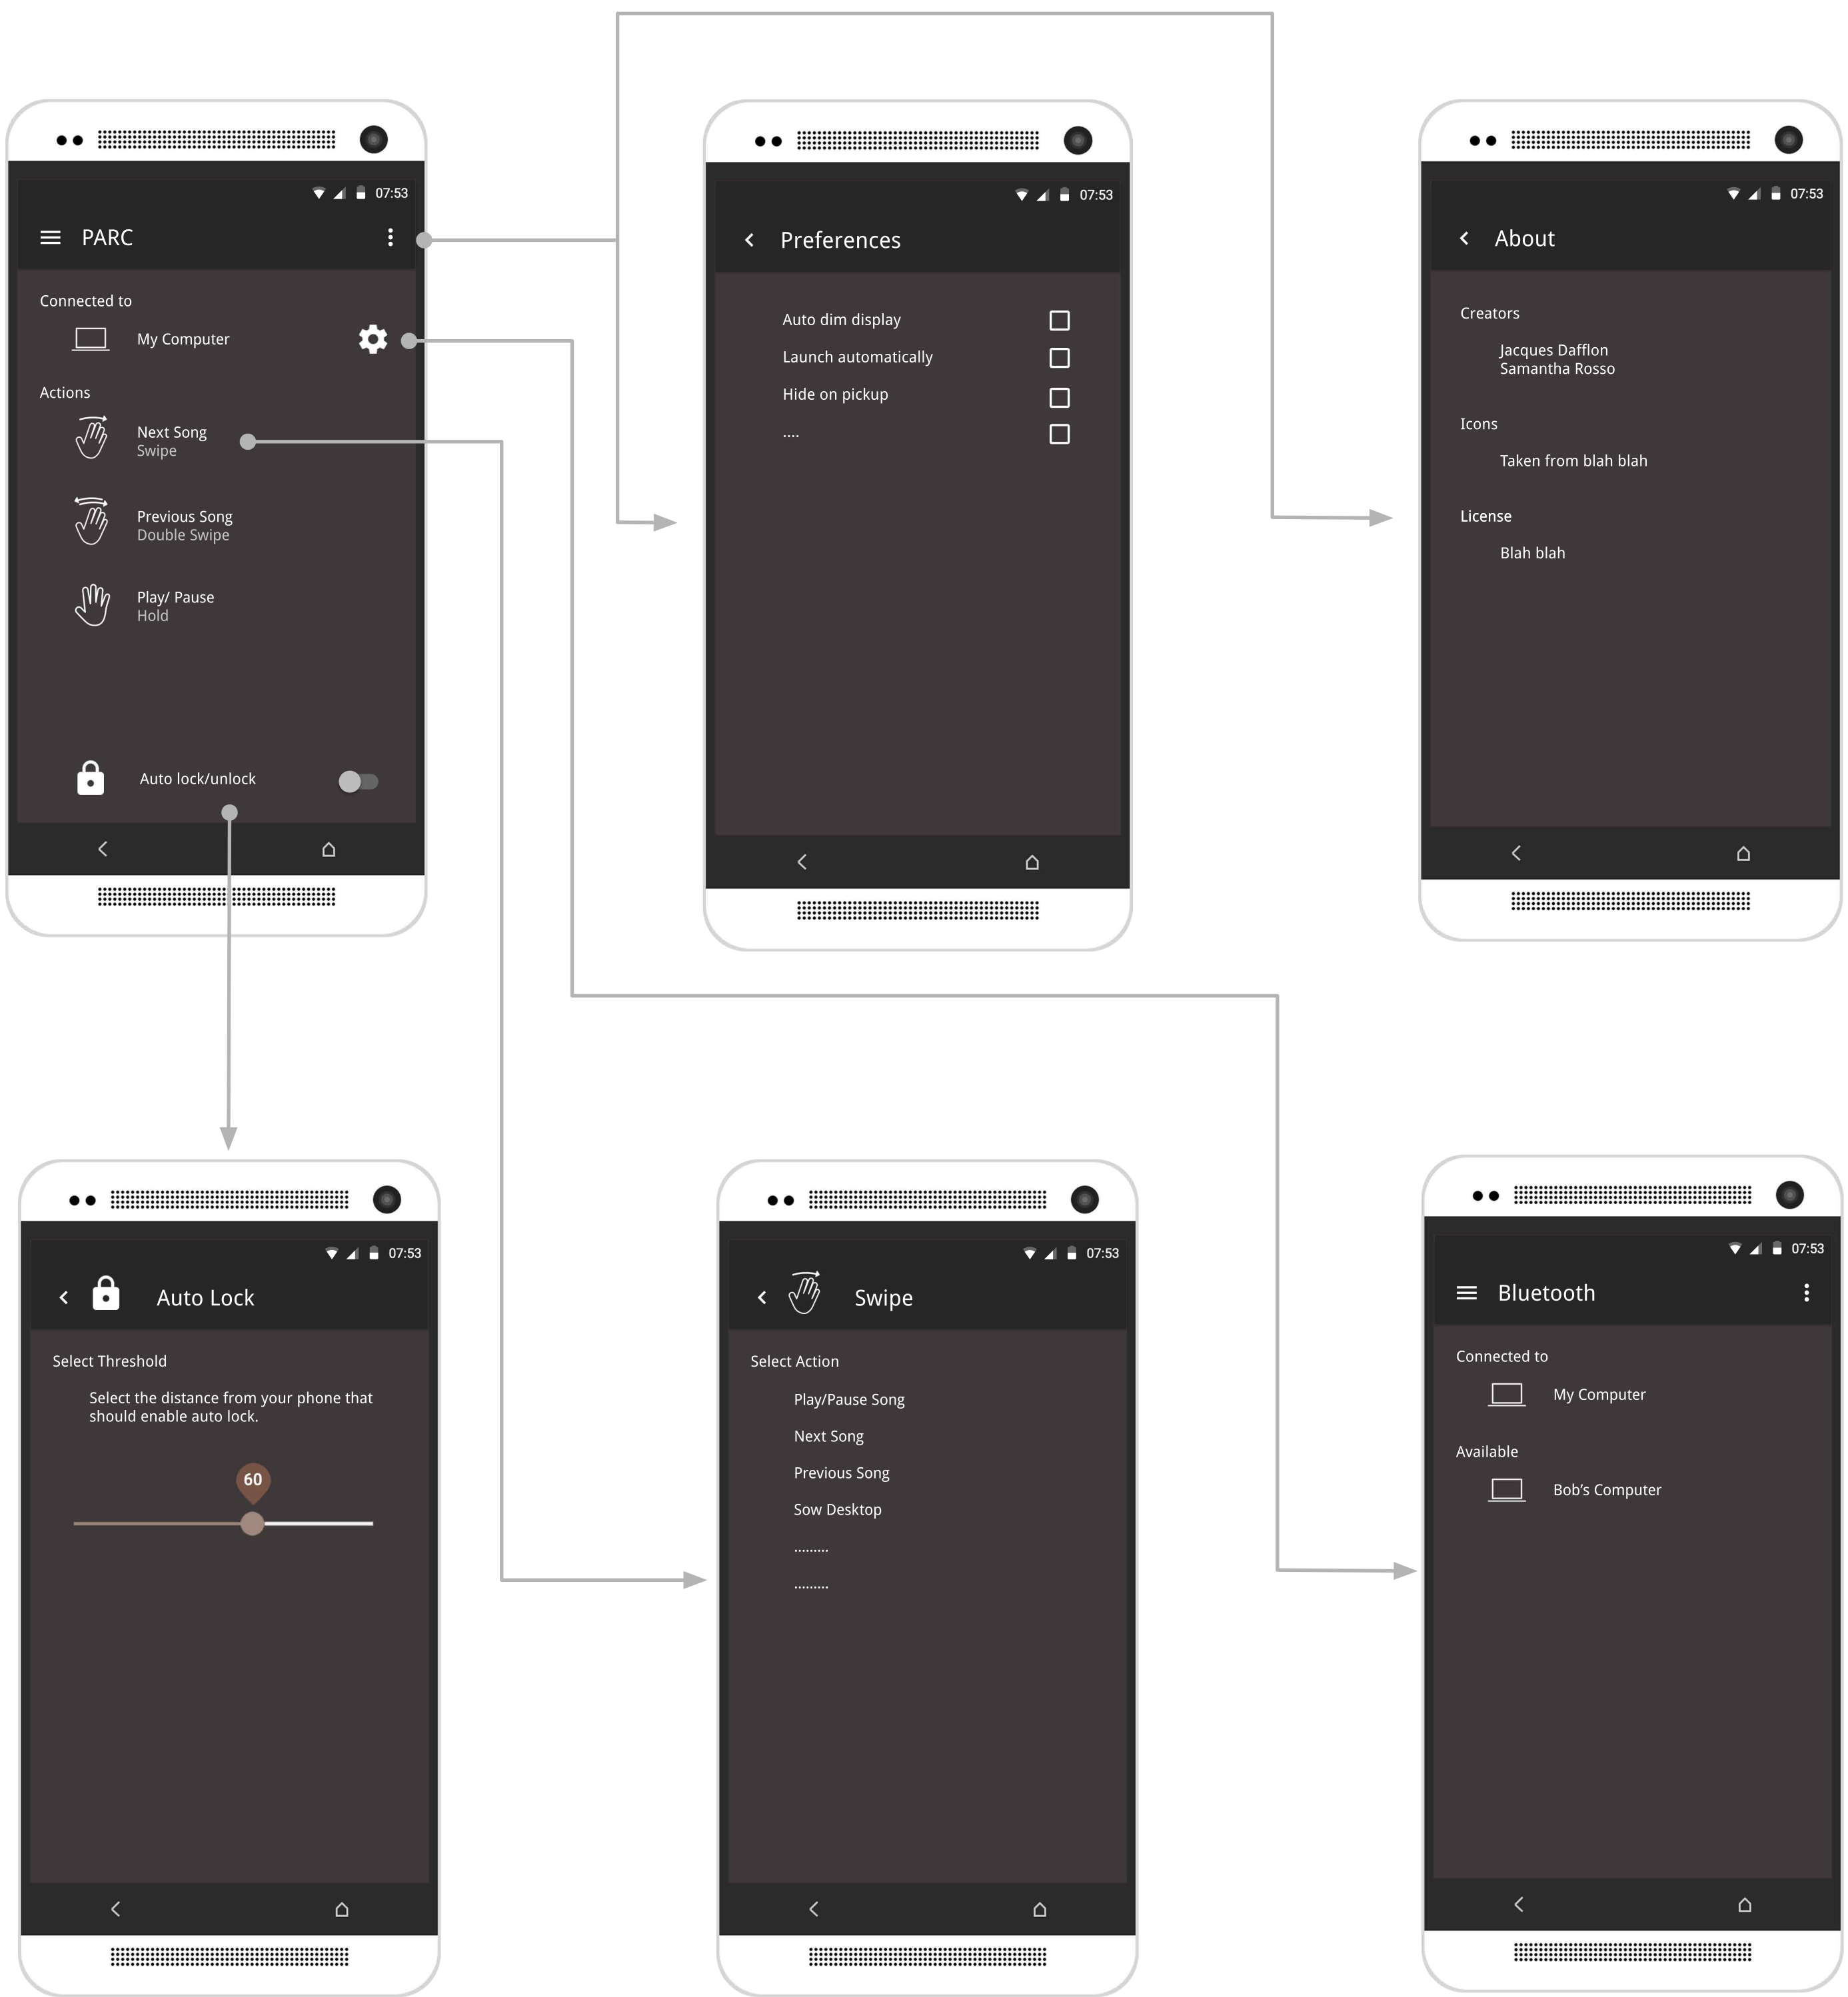 07:53
PARC
Connected to
My Computer
Actions
Next Song
Swipe
Previous Song
Double Swipe
Play/ Pause
Hold
Auto lock/unlock
07:53
Preferences
Auto dim display
Launch automatically
Hide on pickup
....
07:53
About
Creators
Jacques Dafflon
Samantha Rosso
Icons
Taken from blah blah
License
Blah blah
07:53
Auto Lock
Select Threshold
Select the distance from your phone that
should enable auto lock.
60
07:53
Swipe
Select Action
Play/Pause Song
Next Song
Previous Song
Sow Desktop
.........
.........
07:53
Bluetooth
Connected to
My Computer
Available
Bob’s Computer